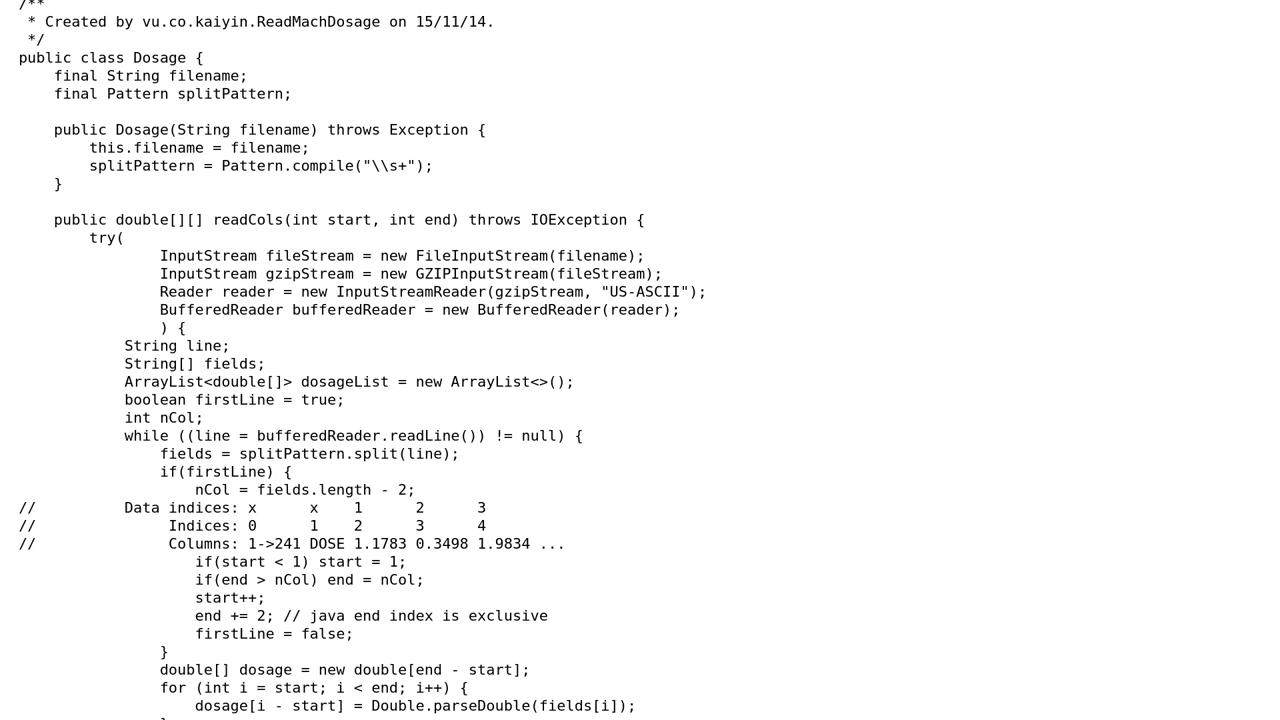 /**
 * Created by vu.co.kaiyin.ReadMachDosage on 15/11/14.
 */
public class Dosage {
    final String filename;
    final Pattern splitPattern;

    public Dosage(String filename) throws Exception {
        this.filename = filename;
        splitPattern = Pattern.compile("\\s+");
    }

    public double[][] readCols(int start, int end) throws IOException {
        try(
                InputStream fileStream = new FileInputStream(filename);
                InputStream gzipStream = new GZIPInputStream(fileStream);
                Reader reader = new InputStreamReader(gzipStream, "US-ASCII");
                BufferedReader bufferedReader = new BufferedReader(reader);
                ) {
            String line;
            String[] fields;
            ArrayList<double[]> dosageList = new ArrayList<>();
            boolean firstLine = true;
            int nCol;
            while ((line = bufferedReader.readLine()) != null) {
                fields = splitPattern.split(line);
                if(firstLine) {
                    nCol = fields.length - 2;
//          Data indices: x      x    1      2      3
//               Indices: 0      1    2      3      4
//               Columns: 1->241 DOSE 1.1783 0.3498 1.9834 ...
                    if(start < 1) start = 1;
                    if(end > nCol) end = nCol;
                    start++;
                    end += 2; // java end index is exclusive
                    firstLine = false;
                }
                double[] dosage = new double[end - start];
                for (int i = start; i < end; i++) {
                    dosage[i - start] = Double.parseDouble(fields[i]);